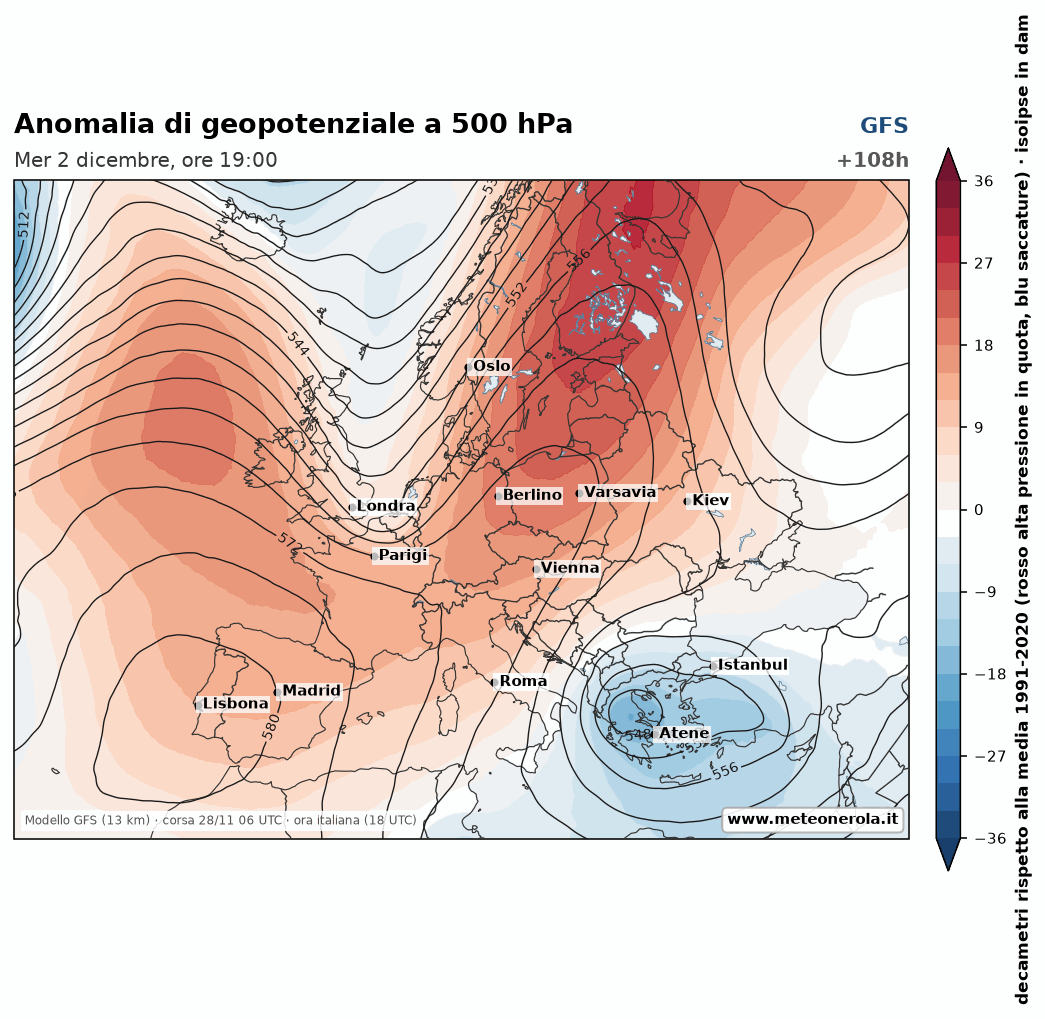 Anomalia di geopotenziale a 500 hPa
GFS
Mer 2 dicembre, ore 19:00
+108h
512
556
552
544
Oslo
Berlino
Varsavia
Kiev
Londra
572
Parigi
Vienna
Istanbul
Roma
Madrid
Lisbona
580
548
Atene
556
Modello GFS (13 km) · corsa 28/11 06 UTC · ora italiana (18 UTC)
www.meteonerola.it
36
27
18
9
0
−9
−18
−27
−36
decametri rispetto alla media 1991-2020 (rosso alta pressione in quota, blu saccature) · isoipse in dam